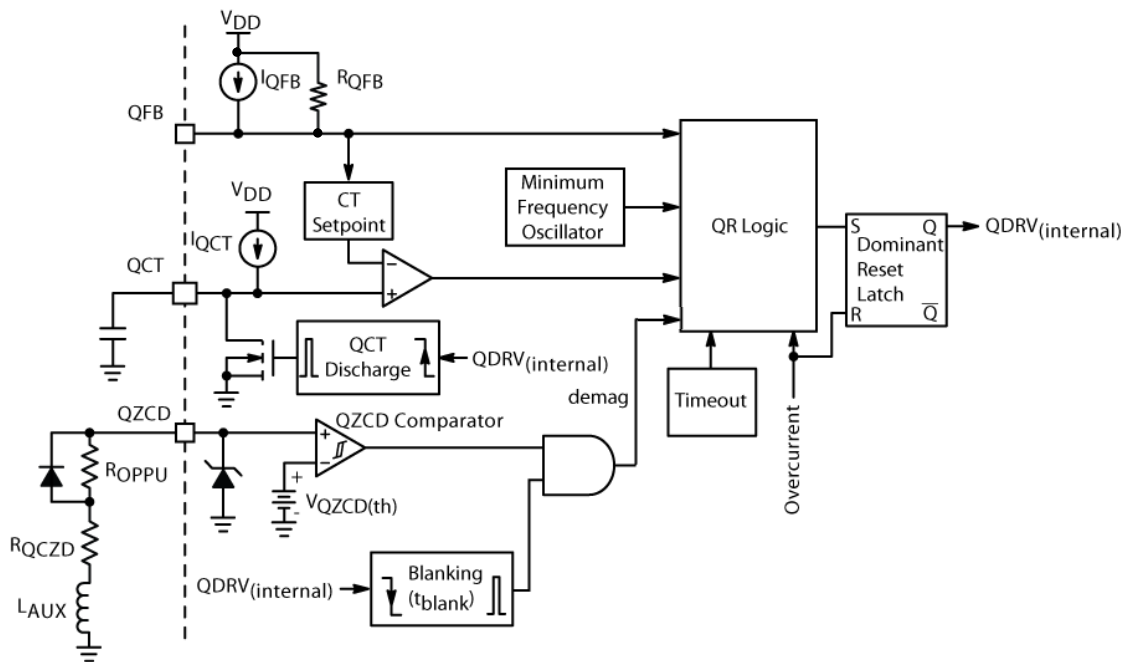 VDD
IQFB
RQFB
QFB
CT
Setpoint
Minimum
Frequency
Oscillator
QR Logic
S Q
Dominant
Reset
Latch
R Q
QDRV(internal)
VDD
IQCT
QCT
QCT
Discharge
QDRV(internal)
demag
Timeout
Overcurrent
QZCD
QZCD Comparator
+
-
+
-
+
-
VQZCD(th)
ROPPU
RQCZD
LAUX
QDRV(internal)
Blanking
(tblank)